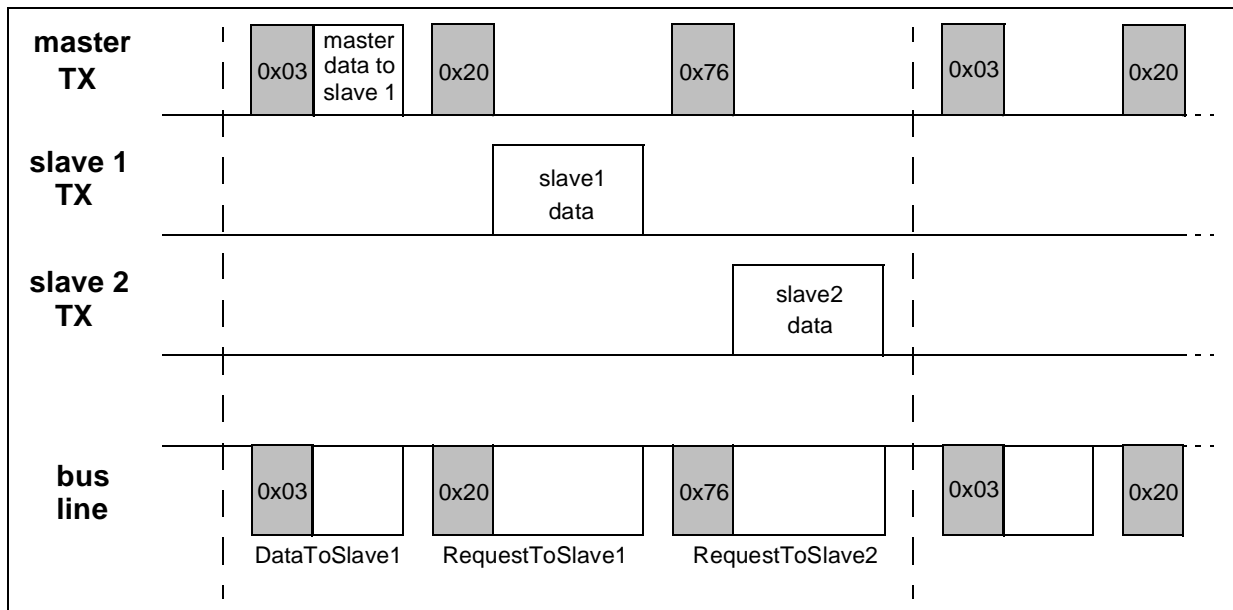 master
TX
0x03
master
data to
slave 1
0x20
0x76
0x03
0x20
slave 1
TX
slave1
data
slave 2
TX
slave2
data
bus
line
0x03
0x20
0x76
0x03
0x20
DataToSlave1
RequestToSlave1
RequestToSlave2